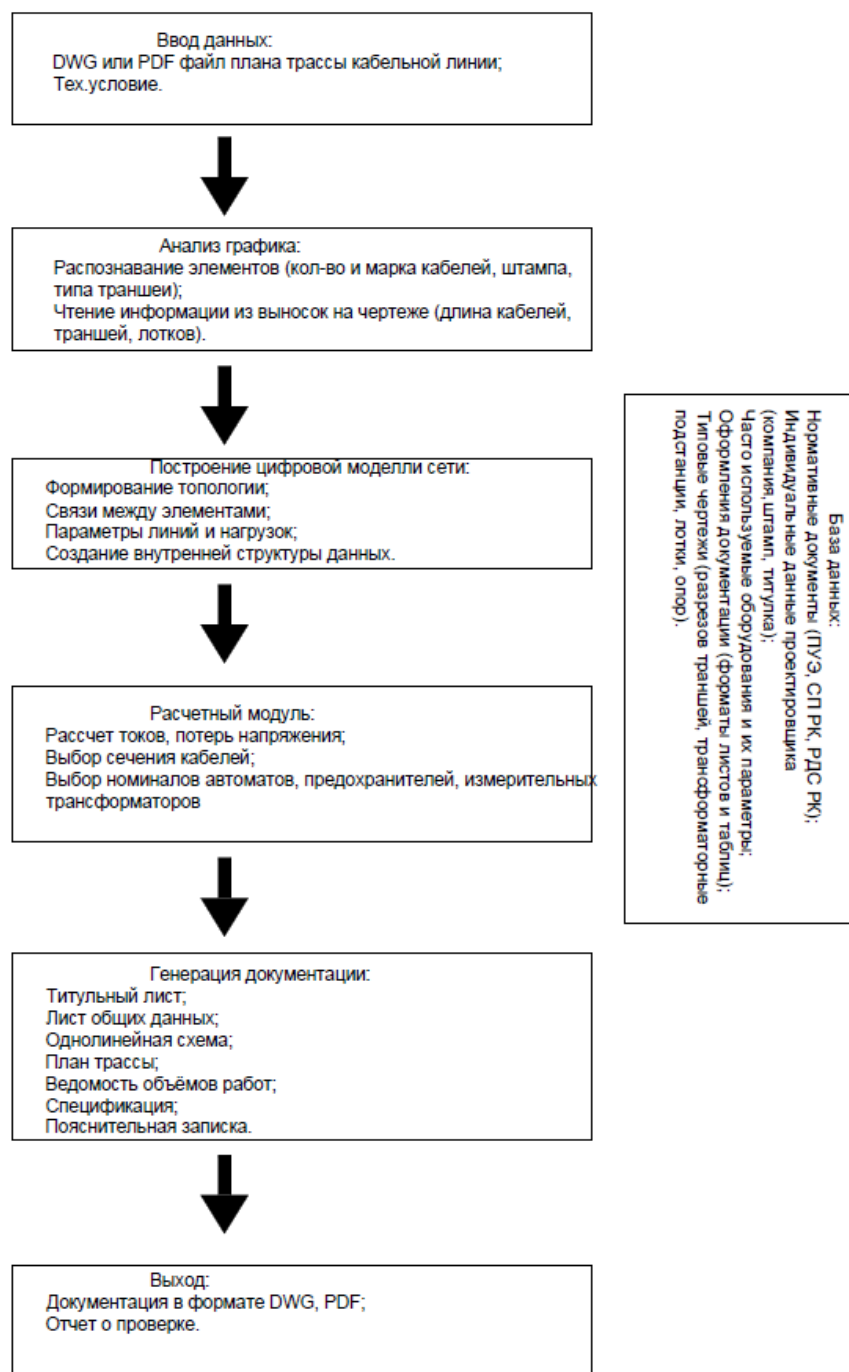 Ввод данных:
DWG или PDF файл плана трассы кабельной линии;
Тех.условие.
Анализ графика:
Распознавание элементов (кол-во и марка кабелей, штампа,
типа траншеи);
Чтение информации из выносок на чертеже (длина кабелей,
траншей, лотков).
Построение цифровой моделли сети:
Формирование топологии;
Связи между элементами;
Параметры линий и нагрузок;
Создание внутренней структуры данных.
Расчетный модуль:
Рассчет токов, потерь напряжения;
Выбор сечения кабелей;
Выбор номиналов автоматов, предохранителей, измерительных
трансформаторов
Генерация документации:
Титульный лист;
Лист общих данных;
Однолинейная схема;
План трассы;
Ведомость объёмов работ;
Спецификация;
Пояснительная записка.
Выход:
Документация в формате DWG, PDF;
Отчет о проверке.
База данных:
Нормативные документы (ПУЭ, СП РК, РДС РК);
Индивидуальные данные проектировщика
(компания, штамп, титулка);
Часто используемые оборудования и их параметры;
Оформления документации (форматы листов и таблиц);
Типовые чертежи (разрезов траншей, трансформаторные
подстанции, лотки, опор).